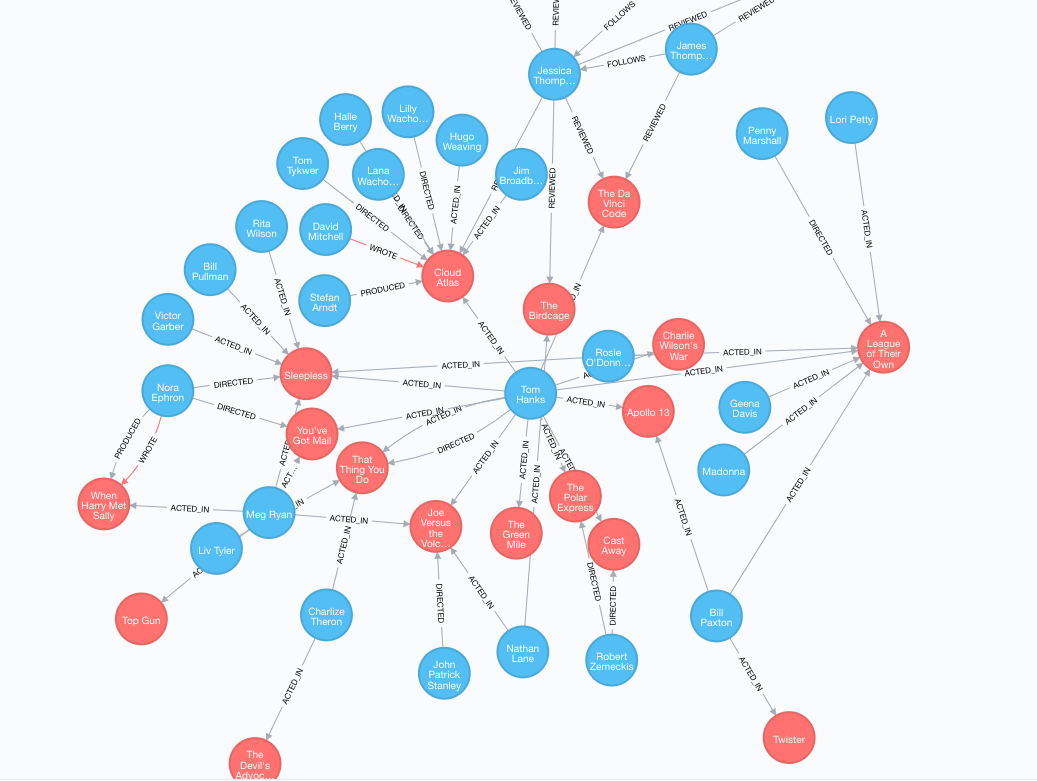 REVIEWED
REVIEWED
FOLLOWS
REVIEWED
REVIEWED
James
Thomp...
FOLLOWS
Jessica
Thomp...
REVIEWED
REVIEWED
REVIEWED
Halle
Berry
Lilly
Wacho...
Hugo
Weaving
Penny
Marshall
Lori Petty
Tom
Tykwer
Lana
Wacho...
Jim
Broadb...
DIRECTED
ACTED_IN
DIRECTED
DIRECTED
ACTED_IN
The Da
Vinci
Code
Rita
Wilson
David
Mitchell
WROTE
DIRECTED
ACTED_IN
Bill
Pullman
Cloud
Atlas
Stefan
Arndt
PRODUCED
ACTED_IN
ACTED_IN
The
Birdcage
Victor
Garber
ACTED_IN
ACTED_IN
Rosie
O'Donn...
Charlie
Wilson's
War
ACTED_IN
A
League
of Their
Own
Sleepless
ACTED_IN
ACTED_IN
ACTED_IN
Nora
Ephron
DIRECTED
DIRECTED
Tom
Hanks
ACTED_IN
Apollo 13
Geena
Davis
ACTED_IN
ACTED_IN
ACTED_IN
ACTED_IN
PRODUCED
WROTE
You've
Got Mail
DIRECTED
That
Thing You
Do
ACTED_IN
ACTED_IN
ACTED_IN
Madonna
ACTED_IN
When
Harry Met
Sally
ACTED_IN
Meg Ryan
ACTED_IN
Joe
Versus
the
Volc...
The
Green
Mile
The
Polar
Express
Cast
Away
ACTED_IN
Liv Tyler
ACTED_IN
Top Gun
Charlize
Theron
DIRECTED
ACTED_IN
DIRECTED
DIRECTED
Bill
Paxton
John
Patrick
Stanley
Nathan
Lane
Robert
Zemeckis
ACTED_IN
ACTED_IN
Twister
The
Devil's
Advoc...